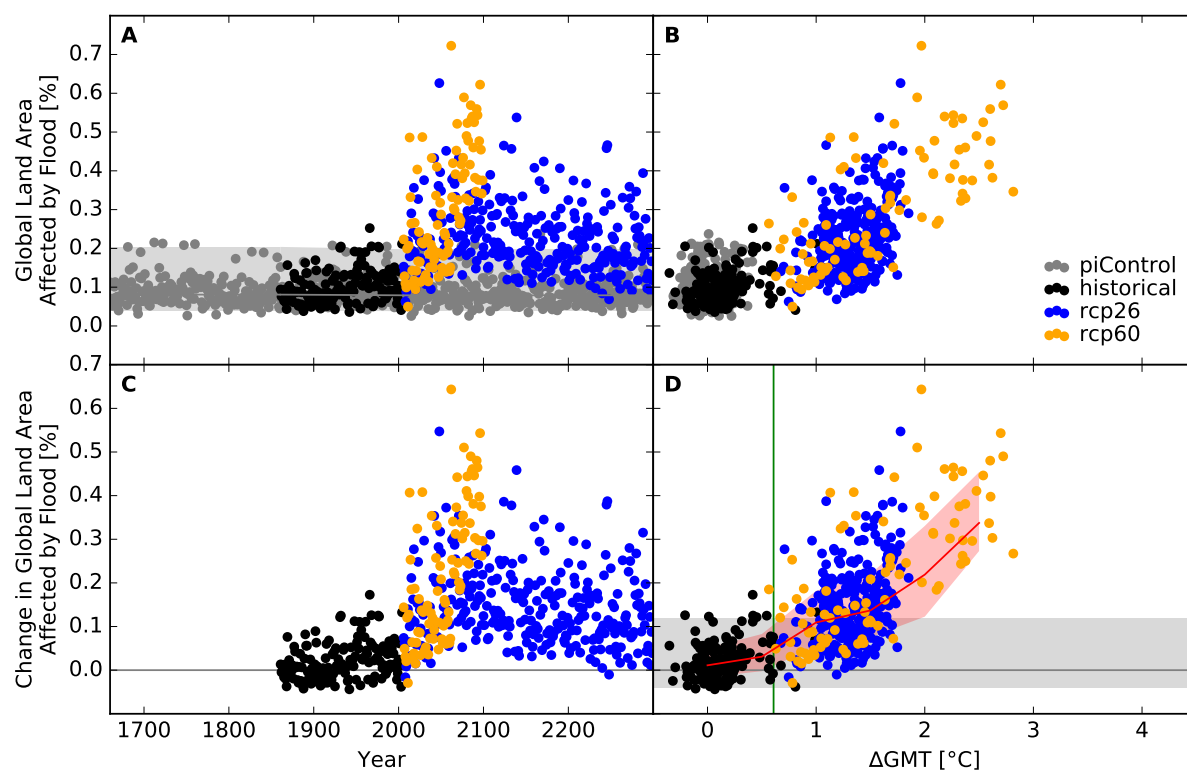 A
B
Global Land Area
Affected by Flood [%]
0.7
0.6
0.5
0.4
0.3
0.2
0.1
0.0
piControl
historical
rcp26
rcp60
C
D
Change in Global Land Area
Affected by Flood [%]
0.7
0.6
0.5
0.4
0.3
0.2
0.1
0.0
1700 1800 1900 2000 2100 2200
0 1 2 3 4
Year
ΔGMT [°C]